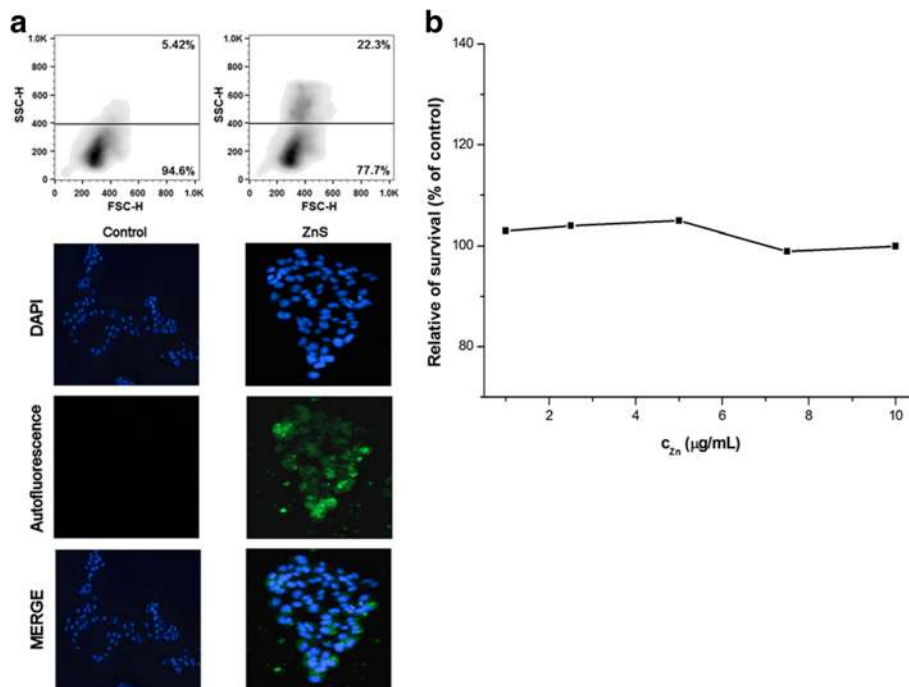 a
1.0K
800
600
400
200
0
SSC-H
5.42%
94.6%
0 200 400 600 800 1.0K
FSC-H
1.0K
800
600
400
200
0
SSC-H
22.3%
77.7%
0 200 400 600 800 1.0K
FSC-H
Control
ZnS
DAPI
Autofluorescence
MERGE
b
140
120
100
80
Relative of survival (% of control)
2 4 6 8 10
c_Zn (µg/mL)